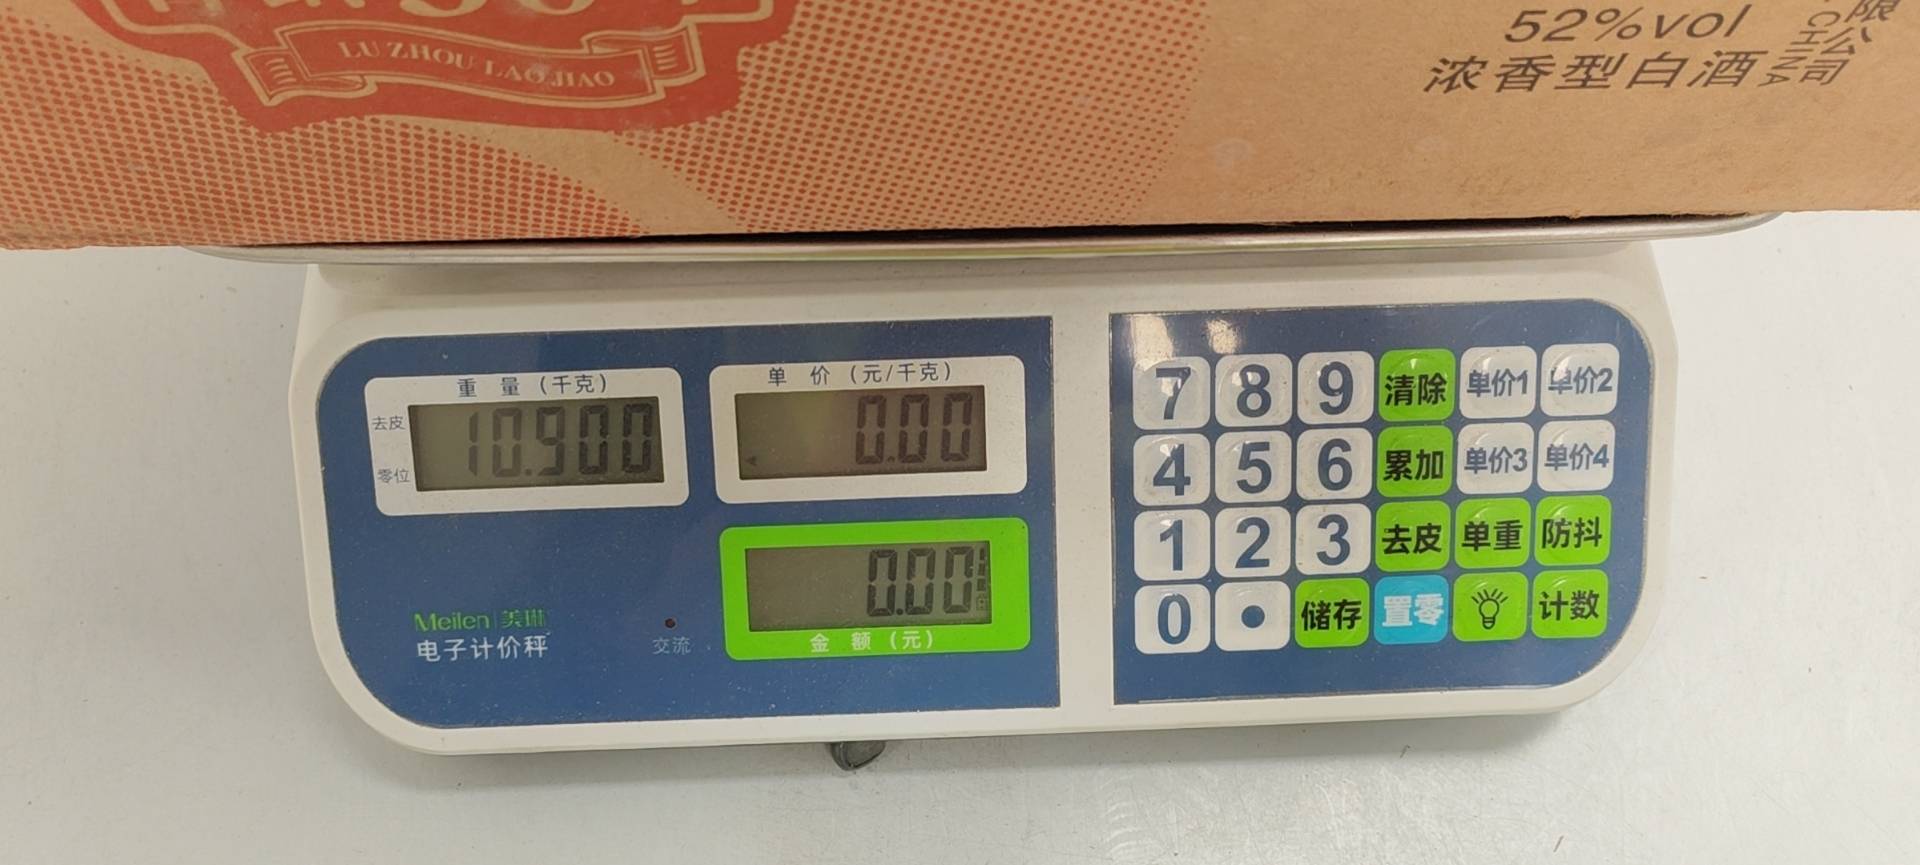 LU ZHOU LAO JIAO
52%vol
浓香型白酒
限公司
CHINA
重 量 (千克)
去皮
零位
10.900
单 价 (元/千克)
0.00
0.00
金 额 (元)
Meilen 美琳
电子计价秤
交流
7 8 9 清除 单价1 单价2
4 5 6 累加 单价3 单价4
1 2 3 去皮 单重 防抖
0 • 储存 置零 计数